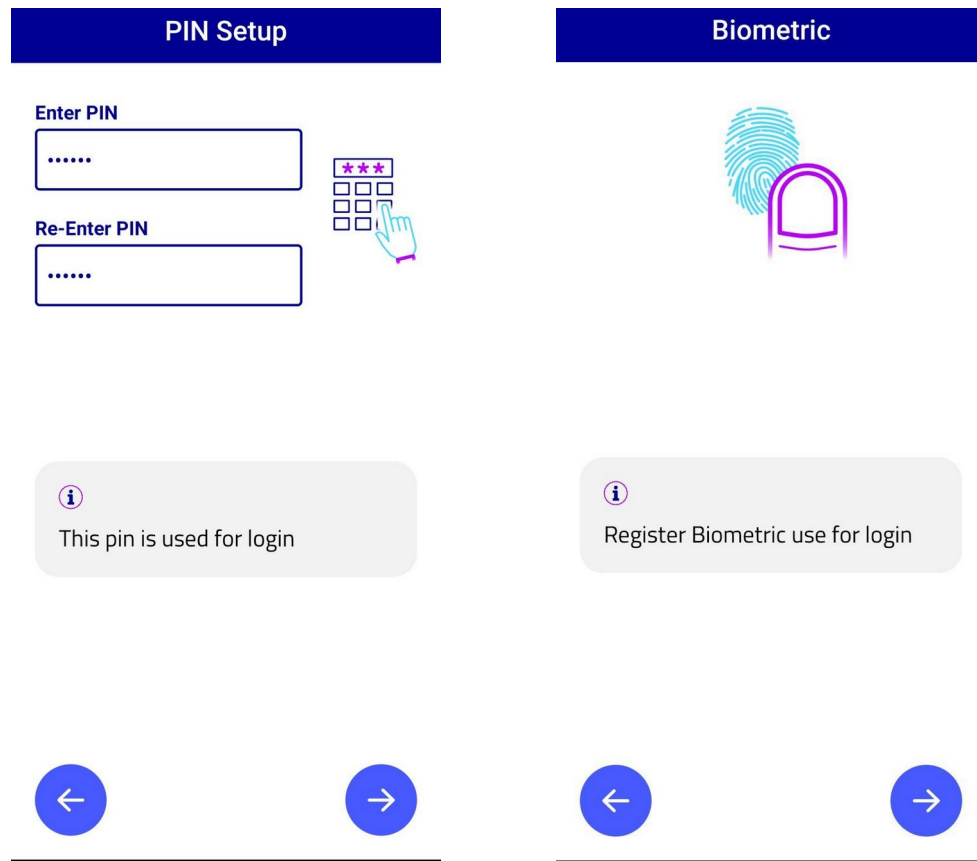 PIN Setup
Enter PIN
••••••
***
Re-Enter PIN
••••••
i
This pin is used for login
Biometric
i
Register Biometric use for login